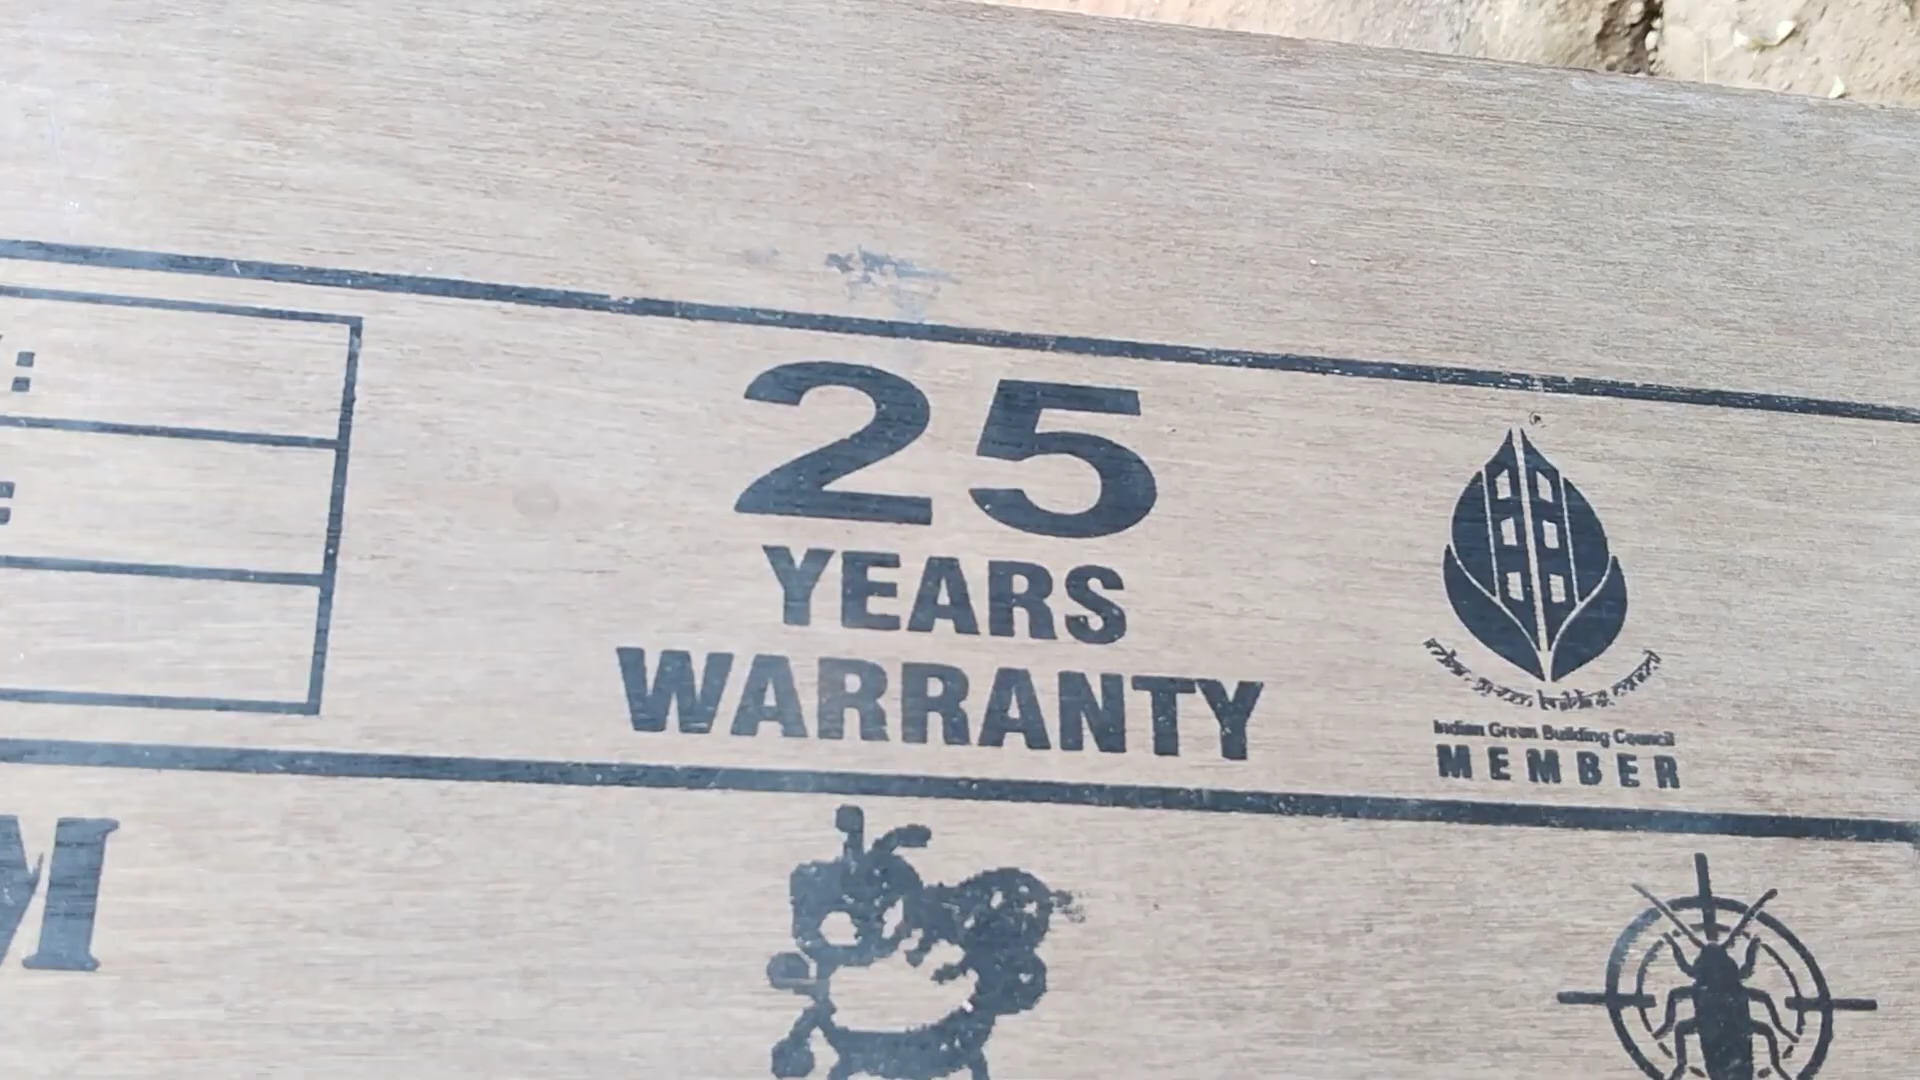 25
YEARS
WARRANTY
Indian Green Building Council
MEMBER
M